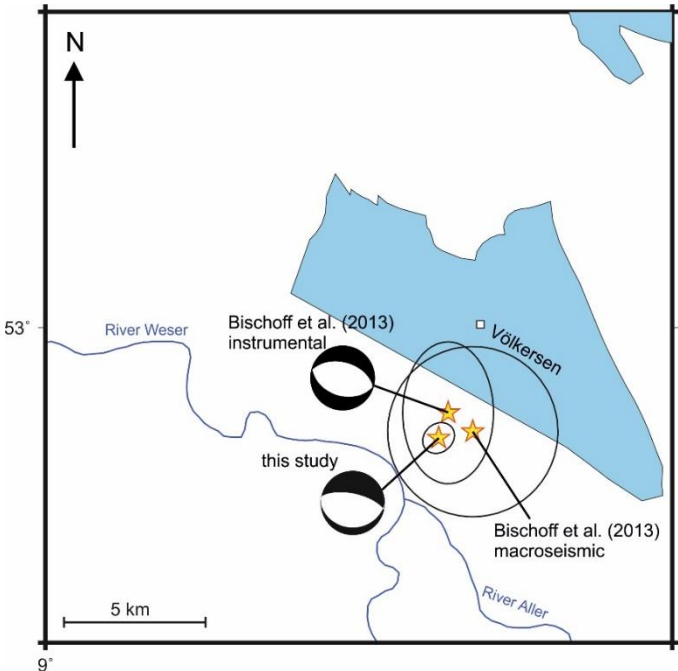 N
53°
River Weser
Bischoff et al. (2013)
instrumental
Völkersen
this study
Bischoff et al. (2013)
macroseismic
River Aller
5 km
9°